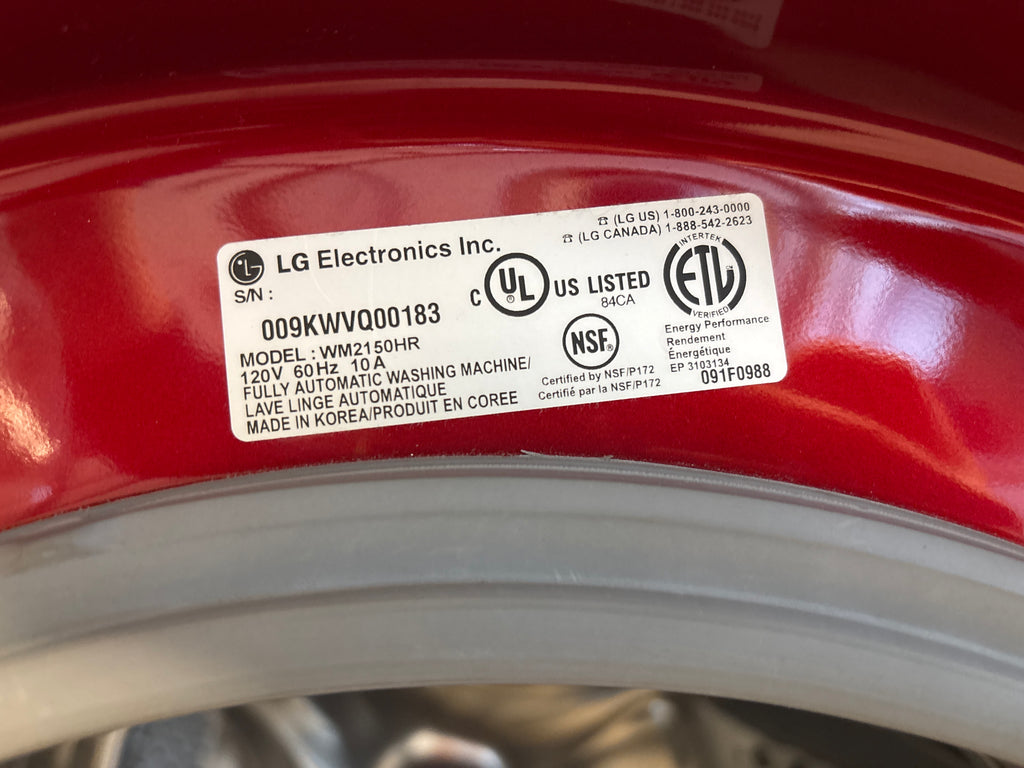 ☎ (LG US) 1-800-243-0000
☎ (LG CANADA) 1-888-542-2623
LG Electronics Inc.
S/N :
009KWVQ00183
MODEL : WM2150HR
120V 60Hz 10A
FULLY AUTOMATIC WASHING MACHINE/
LAVE LINGE AUTOMATIQUE
MADE IN KOREA/PRODUIT EN COREE
C UL ® US LISTED
84CA
NSF®
Certified by NSF/P172
Certifié par la NSF/P172
INTERTEK
ETL
VERIFIED
Energy Performance
Rendement
Énergétique
EP 3103134
091F0988